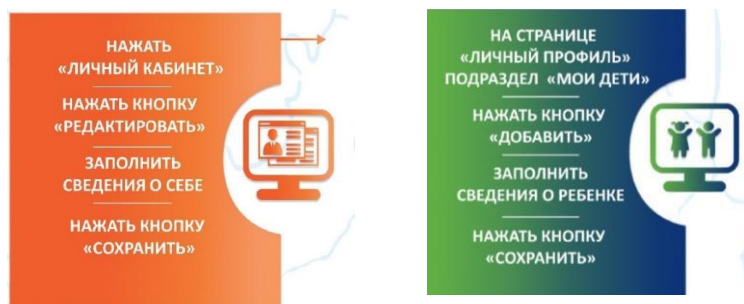 НАЖАТЬ
«ЛИЧНЫЙ КАБИНЕТ»
НАЖАТЬ КНОПКУ
«РЕДАКТИРОВАТЬ»
ЗАПОЛНИТЬ
СВЕДЕНИЯ О СЕБЕ
НАЖАТЬ КНОПКУ
«СОХРАНИТЬ»
НА СТРАНИЦЕ
«ЛИЧНЫЙ ПРОФИЛЬ»
ПОДРАЗДЕЛ «МОИ ДЕТИ»
НАЖАТЬ КНОПКУ
«ДОБАВИТЬ»
ЗАПОЛНИТЬ
СВЕДЕНИЯ О РЕБЕНКЕ
НАЖАТЬ КНОПКУ
«СОХРАНИТЬ»